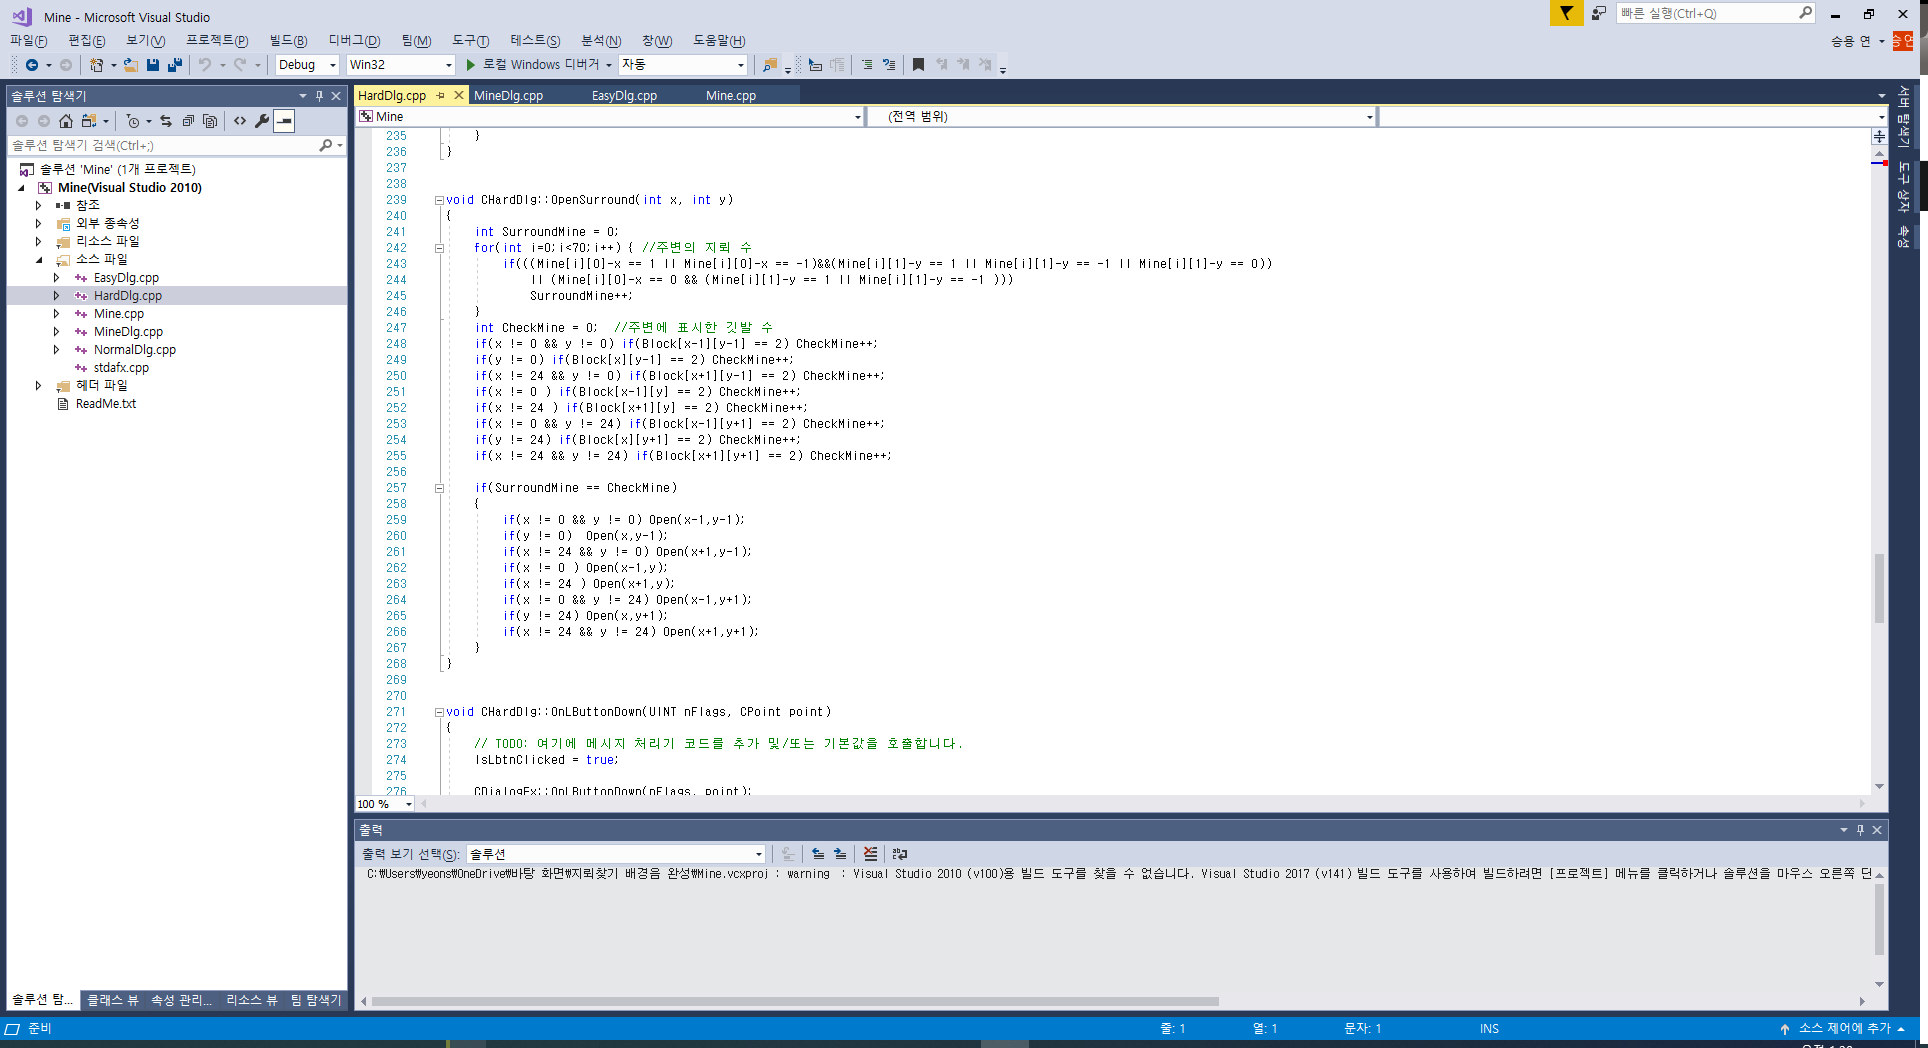 Mine - Microsoft Visual Studio
빠른 실행(Ctrl+Q)
파일(F) 편집(E) 보기(V) 프로젝트(P) 빌드(B) 디버그(D) 팀(M) 도구(T) 테스트(S) 분석(N) 창(W) 도움말(H)
승용 연
승연
Debug Win32 로컬 Windows 디버거 자동
솔루션 탐색기
솔루션 탐색기 검색(Ctrl+;)
솔루션 'Mine' (1개 프로젝트)
Mine(Visual Studio 2010)
참조
외부 종속성
리소스 파일
소스 파일
EasyDlg.cpp
HardDlg.cpp
Mine.cpp
MineDlg.cpp
NormalDlg.cpp
stdafx.cpp
헤더 파일
ReadMe.txt
솔루션 탐... 클래스 뷰 속성 관리... 리소스 뷰 팀 탐색기
HardDlg.cpp MineDlg.cpp EasyDlg.cpp Mine.cpp
Mine (전역 범위)
235 }
236 }
237
238
239 void CHardDlg::OpenSurround(int x, int y)
240 {
241 int SurroundMine = 0;
242 for(int i=0;i<70;i++) { //주변의 지뢰 수
243 if(((Mine[i][0]-x == 1 || Mine[i][0]-x == -1)&&(Mine[i][1]-y == 1 || Mine[i][1]-y == -1 || Mine[i][1]-y == 0))
244 || (Mine[i][0]-x == 0 && (Mine[i][1]-y == 1 || Mine[i][1]-y == -1 )))
245 SurroundMine++;
246 }
247 int CheckMine = 0; //주변에 표시한 깃발 수
248 if(x != 0 && y != 0) if(Block[x-1][y-1] == 2) CheckMine++;
249 if(y != 0) if(Block[x][y-1] == 2) CheckMine++;
250 if(x != 24 && y != 0) if(Block[x+1][y-1] == 2) CheckMine++;
251 if(x != 0 ) if(Block[x-1][y] == 2) CheckMine++;
252 if(x != 24 ) if(Block[x+1][y] == 2) CheckMine++;
253 if(x != 0 && y != 24) if(Block[x-1][y+1] == 2) CheckMine++;
254 if(y != 24) if(Block[x][y+1] == 2) CheckMine++;
255 if(x != 24 && y != 24) if(Block[x+1][y+1] == 2) CheckMine++;
256
257 if(SurroundMine == CheckMine)
258 {
259 if(x != 0 && y != 0) Open(x-1,y-1);
260 if(y != 0)  Open(x,y-1);
261 if(x != 24 && y != 0) Open(x+1,y-1);
262 if(x != 0 ) Open(x-1,y);
263 if(x != 24 ) Open(x+1,y);
264 if(x != 0 && y != 24) Open(x-1,y+1);
265 if(y != 24) Open(x,y+1);
266 if(x != 24 && y != 24) Open(x+1,y+1);
267 }
268 }
269
270
271 void CHardDlg::OnLButtonDown(UINT nFlags, CPoint point)
272 {
273 // TODO: 여기에 메시지 처리기 코드를 추가 및/또는 기본값을 호출합니다.
274 IsLbtnClicked = true;
275
276 CDialogEx::OnLButtonDown(nFlags, point);
100 %
서버 탐색기
도구 상자
속성
출력
출력 보기 선택(S): 솔루션
C:\Users\yeons\OneDrive\바탕 화면\지뢰찾기 배경음 완성\Mine.vcxproj : warning  : Visual Studio 2010 (v100)용 빌드 도구를 찾을 수 없습니다. Visual Studio 2017 (v141) 빌드 도구를 사용하여 빌드하려면 [프로젝트] 메뉴를 클릭하거나 솔루션을 마우스 오른쪽 단
준비 줄: 1 열: 1 문자: 1 INS 소스 제어에 추가